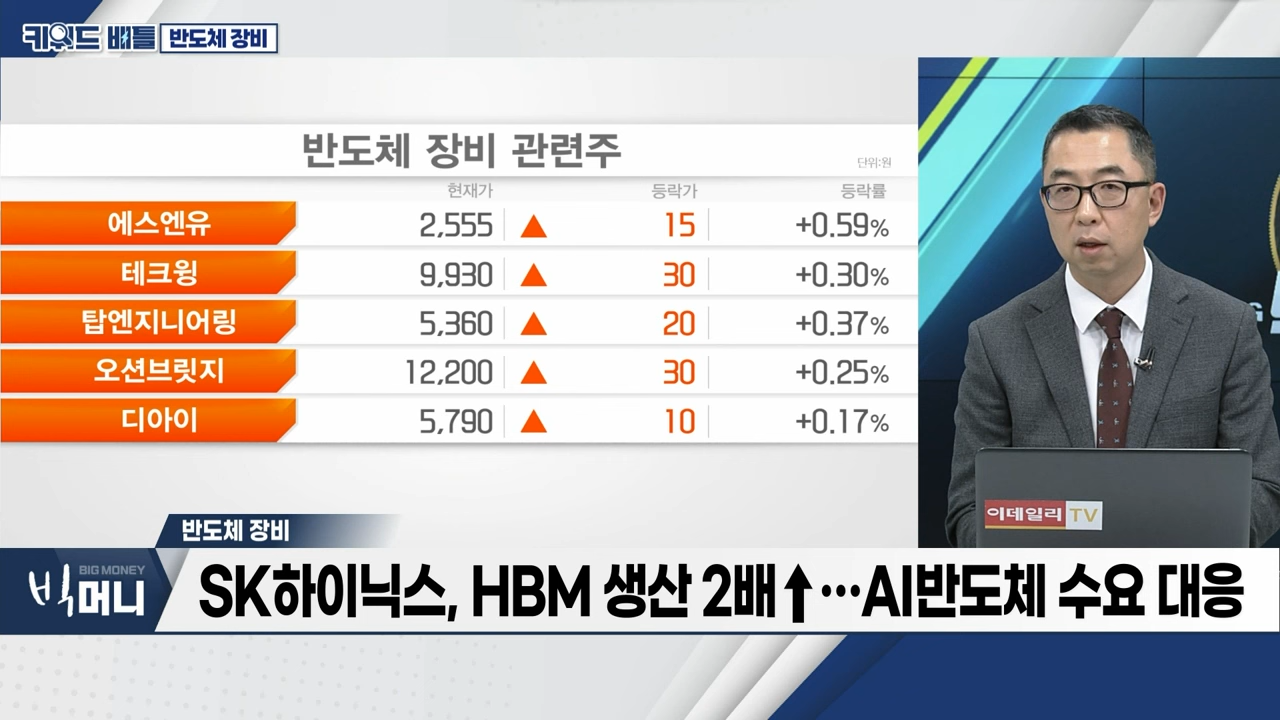 키워드 배틀 반도체 장비
반도체 장비 관련주
단위:원
현재가 등락가 등락률
에스엔유 2,555 ▲ 15 +0.59%
테크윙 9,930 ▲ 30 +0.30%
탑엔지니어링 5,360 ▲ 20 +0.37%
오션브릿지 12,200 ▲ 30 +0.25%
디아이 5,790 ▲ 10 +0.17%
이데일리 TV
반도체 장비
BIG MONEY
빅머니
SK하이닉스, HBM 생산 2배↑…AI반도체 수요 대응